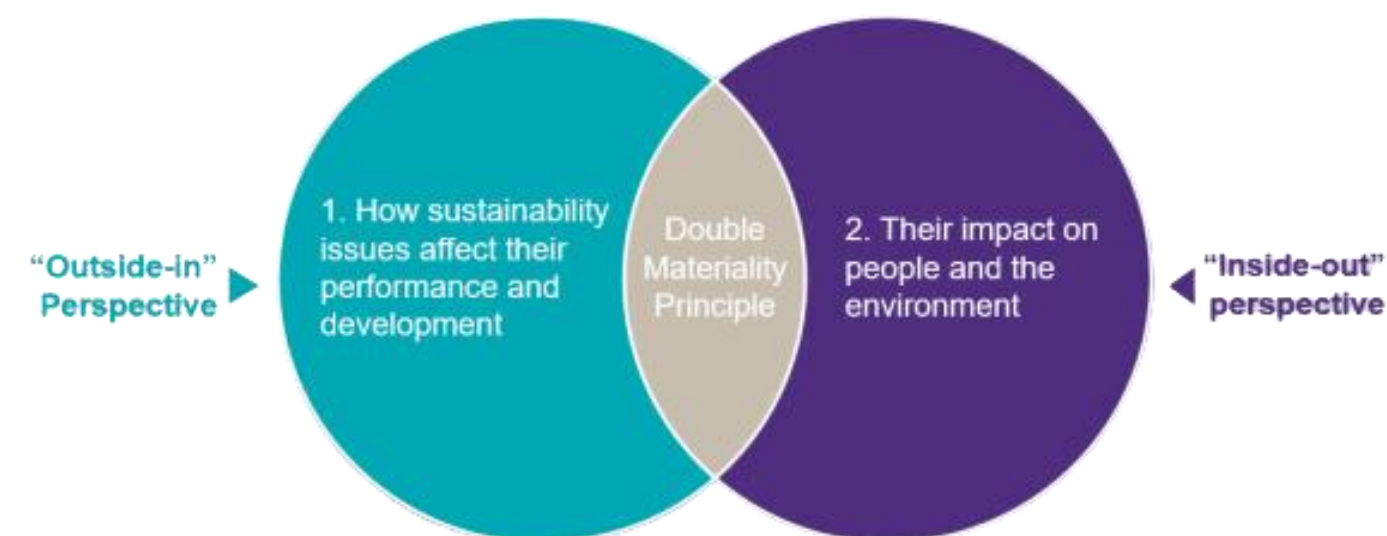 “Outside-in”
Perspective
1. How sustainability
issues affect their
performance and
development
Double
Materiality
Principle
2. Their impact on
people and the
environment
“Inside-out”
perspective